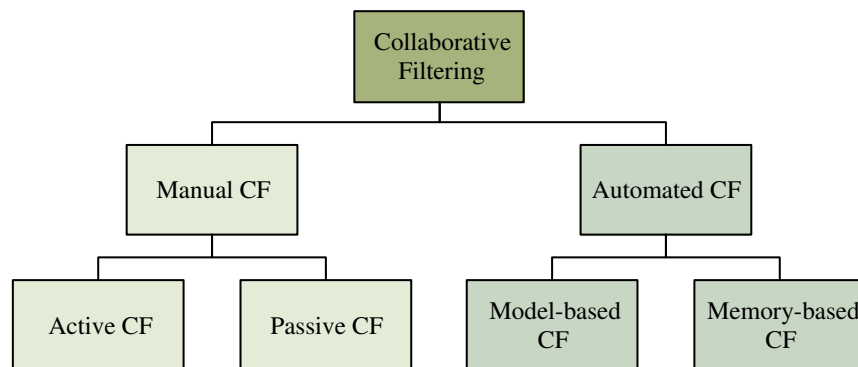 Collaborative
Filtering
Manual CF
Automated CF
Active CF
Passive CF
Model-based
CF
Memory-based
CF